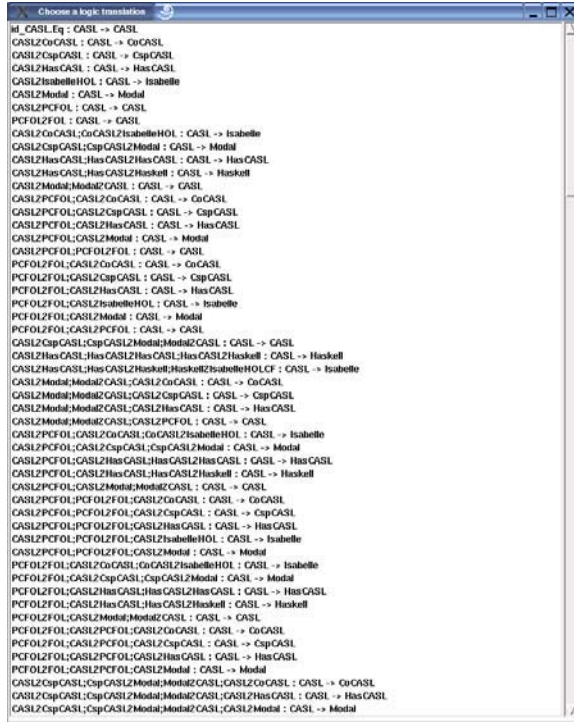 Choose a logic translation
id_CASL.Eq : CASL -> CASL
CASL2CoCASL : CASL -> CoCASL
CASL2CspCASL : CASL -> CspCASL
CASL2HasCASL : CASL -> HasCASL
CASL2IsabelleHOL : CASL -> Isabelle
CASL2Modal : CASL -> Modal
CASL2PCFOL : CASL -> CASL
PCFOL2FOL : CASL -> CASL
CASL2CoCASL;CoCASL2IsabelleHOL : CASL -> Isabelle
CASL2CspCASL;CspCASL2Modal : CASL -> Modal
CASL2HasCASL;HasCASL2HasCASL : CASL -> HasCASL
CASL2HasCASL;HasCASL2Haskell : CASL -> Haskell
CASL2Modal;Modal2CASL : CASL -> CASL
CASL2PCFOL;CASL2CoCASL : CASL -> CoCASL
CASL2PCFOL;CASL2CspCASL : CASL -> CspCASL
CASL2PCFOL;CASL2HasCASL : CASL -> HasCASL
CASL2PCFOL;CASL2Modal : CASL -> Modal
CASL2PCFOL;PCFOL2FOL : CASL -> CASL
PCFOL2FOL;CASL2CoCASL : CASL -> CoCASL
PCFOL2FOL;CASL2CspCASL : CASL -> CspCASL
PCFOL2FOL;CASL2HasCASL : CASL -> HasCASL
PCFOL2FOL;CASL2IsabelleHOL : CASL -> Isabelle
PCFOL2FOL;CASL2Modal : CASL -> Modal
PCFOL2FOL;CASL2PCFOL : CASL -> CASL
CASL2CspCASL;CspCASL2Modal;Modal2CASL : CASL -> CASL
CASL2HasCASL;HasCASL2HasCASL;HasCASL2Haskell : CASL -> Haskell
CASL2HasCASL;HasCASL2Haskell;Haskell2IsabelleHOLCF : CASL -> Isabelle
CASL2Modal;Modal2CASL;CASL2CoCASL : CASL -> CoCASL
CASL2Modal;Modal2CASL;CASL2CspCASL : CASL -> CspCASL
CASL2Modal;Modal2CASL;CASL2HasCASL : CASL -> HasCASL
CASL2Modal;Modal2CASL;CASL2PCFOL : CASL -> CASL
CASL2PCFOL;CASL2CoCASL;CoCASL2IsabelleHOL : CASL -> Isabelle
CASL2PCFOL;CASL2CspCASL;CspCASL2Modal : CASL -> Modal
CASL2PCFOL;CASL2HasCASL;HasCASL2HasCASL : CASL -> HasCASL
CASL2PCFOL;CASL2HasCASL;HasCASL2Haskell : CASL -> Haskell
CASL2PCFOL;CASL2Modal;Modal2CASL : CASL -> CASL
CASL2PCFOL;PCFOL2FOL;CASL2CoCASL : CASL -> CoCASL
CASL2PCFOL;PCFOL2FOL;CASL2CspCASL : CASL -> CspCASL
CASL2PCFOL;PCFOL2FOL;CASL2HasCASL : CASL -> HasCASL
CASL2PCFOL;PCFOL2FOL;CASL2IsabelleHOL : CASL -> Isabelle
CASL2PCFOL;PCFOL2FOL;CASL2Modal : CASL -> Modal
PCFOL2FOL;CASL2CoCASL;CoCASL2IsabelleHOL : CASL -> Isabelle
PCFOL2FOL;CASL2CspCASL;CspCASL2Modal : CASL -> Modal
PCFOL2FOL;CASL2HasCASL;HasCASL2HasCASL : CASL -> HasCASL
PCFOL2FOL;CASL2HasCASL;HasCASL2Haskell : CASL -> Haskell
PCFOL2FOL;CASL2Modal;Modal2CASL : CASL -> CASL
PCFOL2FOL;CASL2PCFOL;CASL2CoCASL : CASL -> CoCASL
PCFOL2FOL;CASL2PCFOL;CASL2CspCASL : CASL -> CspCASL
PCFOL2FOL;CASL2PCFOL;CASL2HasCASL : CASL -> HasCASL
PCFOL2FOL;CASL2PCFOL;CASL2Modal : CASL -> Modal
CASL2CspCASL;CspCASL2Modal;Modal2CASL;CASL2CoCASL : CASL -> CoCASL
CASL2CspCASL;CspCASL2Modal;Modal2CASL;CASL2HasCASL : CASL -> HasCASL
CASL2CspCASL;CspCASL2Modal;Modal2CASL;CASL2Modal : CASL -> Modal